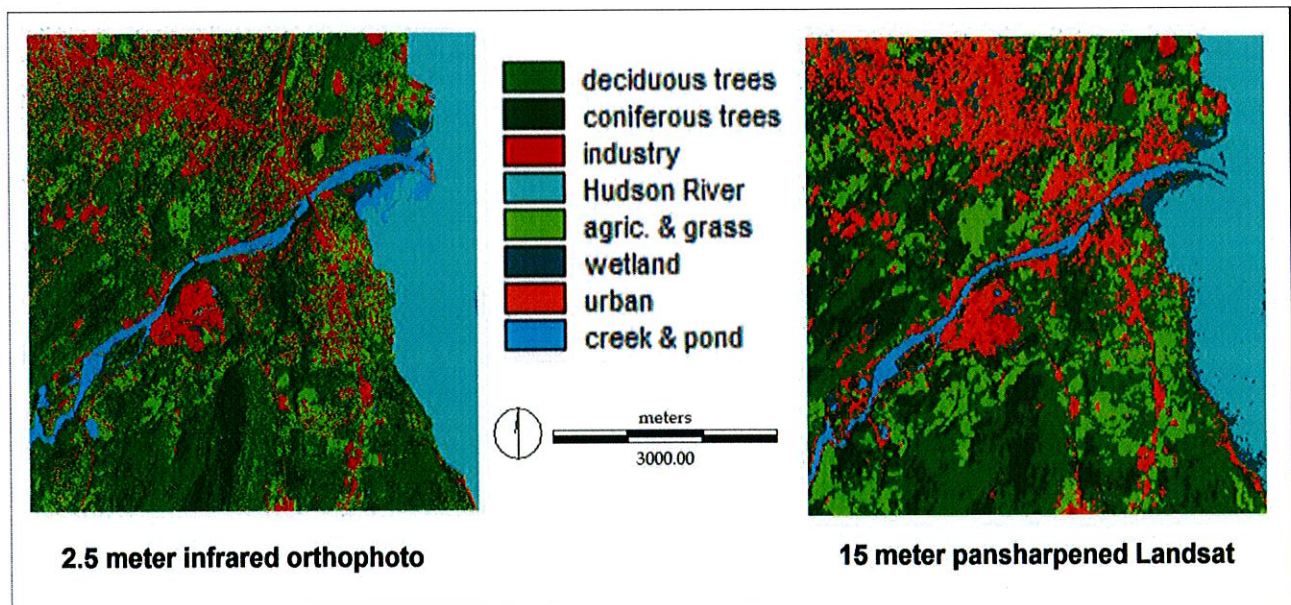 deciduous trees
coniferous trees
industry
Hudson River
agric. & grass
wetland
urban
creek & pond
meters
3000.00
2.5 meter infrared orthophoto
15 meter pansharpened Landsat